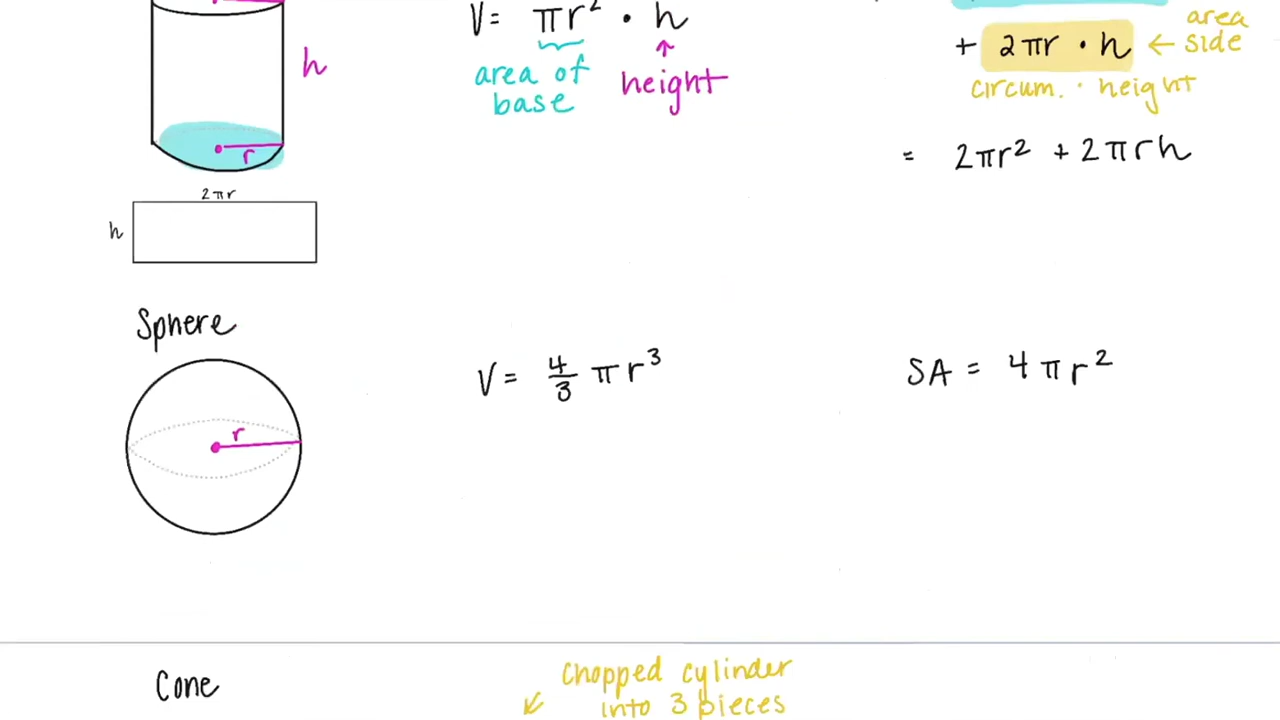 V = πr² · h
area of base
height
h
r
+ 2πr · h ← area side
circum. · height
= 2πr² + 2πrh
2πr
h
Sphere
r
V = 4/3 πr³
SA = 4πr²
Cone
Chopped cylinder
into 3 pieces